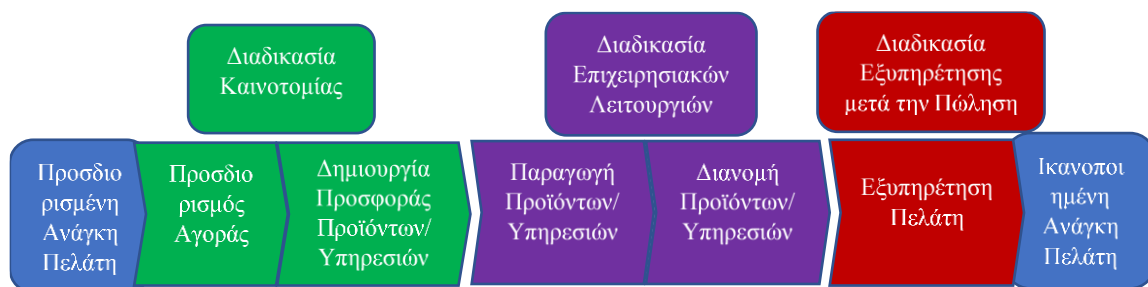 Διαδικασία
Καινοτομίας
Διαδικασία
Επιχειρησιακών
Λειτουργιών
Διαδικασία
Εξυπηρέτησης
μετά την Πώληση
Προσδιο
ρισμένη
Ανάγκη
Πελάτη
Προσδιο
ρισμός
Αγοράς
Δημιουργία
Προσφοράς
Προϊόντων/
Υπηρεσιών
Παραγωγή
Προϊόντων/
Υπηρεσιών
Διανομή
Προϊόντων/
Υπηρεσιών
Εξυπηρέτηση
Πελάτη
Ικανοποι
ημένη
Ανάγκη
Πελάτη